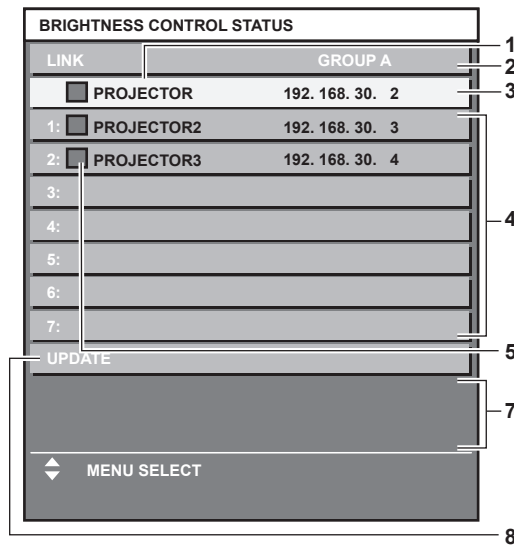 BRIGHTNESS CONTROL STATUS
LINK GROUP A
PROJECTOR 192. 168. 30. 2
1: PROJECTOR2 192. 168. 30. 3
2: PROJECTOR3 192. 168. 30. 4
3:
4:
5:
6:
7:
UPDATE
MENU SELECT
1
2
3
4
5
7
8